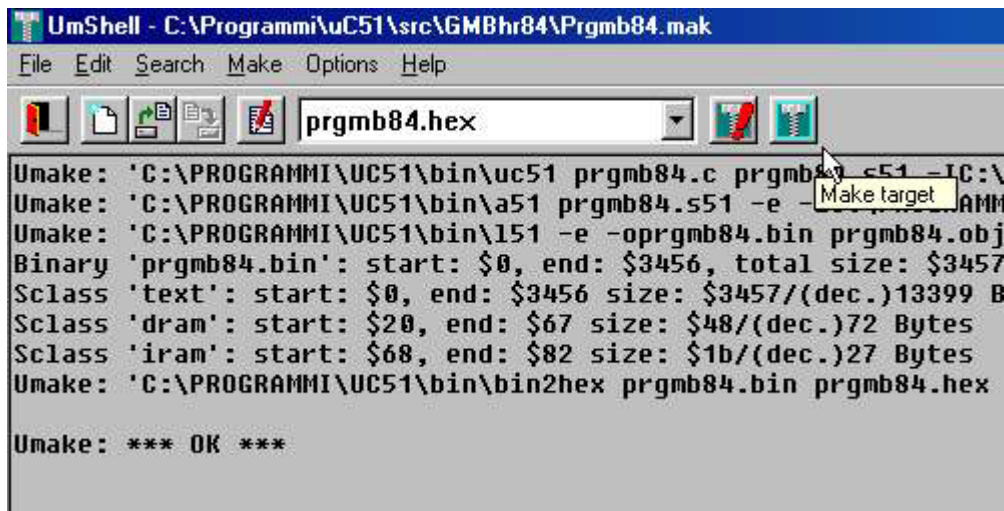 UmShell - C:\Programmi\uC51\src\GMBhr84\Prgmb84.mak
File Edit Search Make Options Help
prgmb84.hex
Umake: 'C:\PROGRAMMI\UC51\bin\uc51 prgmb84.c prgmb84.s51 -IC:\
Make target
Umake: 'C:\PROGRAMMI\UC51\bin\a51 prgmb84.s51 -e -
Umake: 'C:\PROGRAMMI\UC51\bin\l51 -e -oprgmb84.bin prgmb84.obj
Binary 'prgmb84.bin': start: $0, end: $3456, total size: $3457
Sclass 'text': start: $0, end: $3456 size: $3457/(dec.)13399 B
Sclass 'dram': start: $20, end: $67 size: $48/(dec.)72 Bytes
Sclass 'iram': start: $68, end: $82 size: $1b/(dec.)27 Bytes
Umake: 'C:\PROGRAMMI\UC51\bin\bin2hex prgmb84.bin prgmb84.hex
Umake: *** OK ***